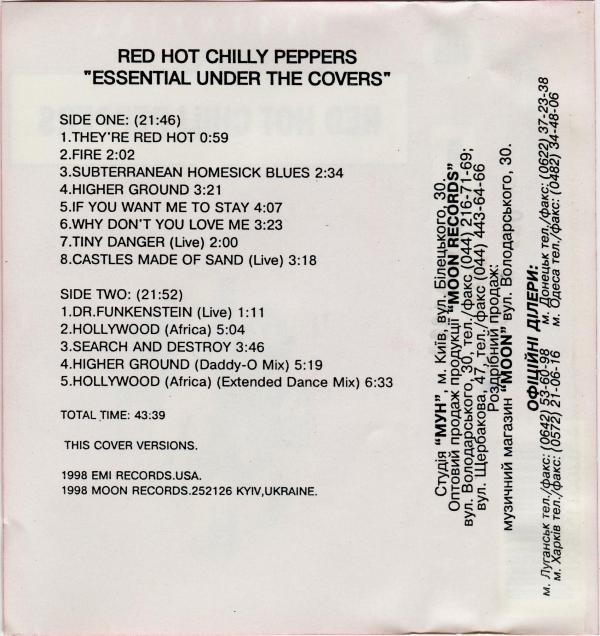 RED HOT CHILLY PEPPERS
"ESSENTIAL UNDER THE COVERS"
SIDE ONE: (21:46)
1.THEY'RE RED HOT 0:59
2.FIRE 2:02
3.SUBTERRANEAN HOMESICK BLUES 2:34
4.HIGHER GROUND 3:21
5.IF YOU WANT ME TO STAY 4:07
6.WHY DON'T YOU LOVE ME 3:23
7.TINY DANGER (Live) 2:00
8.CASTLES MADE OF SAND (Live) 3:18
SIDE TWO: (21:52)
1.DR.FUNKENSTEIN (Live) 1:11
2.HOLLYWOOD (Africa) 5:04
3.SEARCH AND DESTROY 3:46
4.HIGHER GROUND (Daddy-O Mix) 5:19
5.HOLLYWOOD (Africa) (Extended Dance Mix) 6:33
TOTAL TIME: 43:39
THIS COVER VERSIONS.
1998 EMI RECORDS.USA.
1998 MOON RECORDS.252126 KYIV,UKRAINE.
Студія "МУН", м. Київ, вул. Білецького, 30.
Оптовий продаж продукції "MOON RECORDS"
вул. Володарського, 30, тел./факс (044) 216-71-69;
вул. Щербакова, 47, тел./факс (044) 443-64-66
Роздрібний продаж:
музичний магазин "MOON" вул. Володарського, 30.
ОФІЦІЙНІ ДІЛЕРИ:
м. Луганськ тел./факс: (0642) 53-60-98 м. Донецьк тел./факс: (0622) 37-23-38
м. Харків тел./факс: (0572) 21-06-16 м. Одеса тел./факс: (0482) 34-48-06